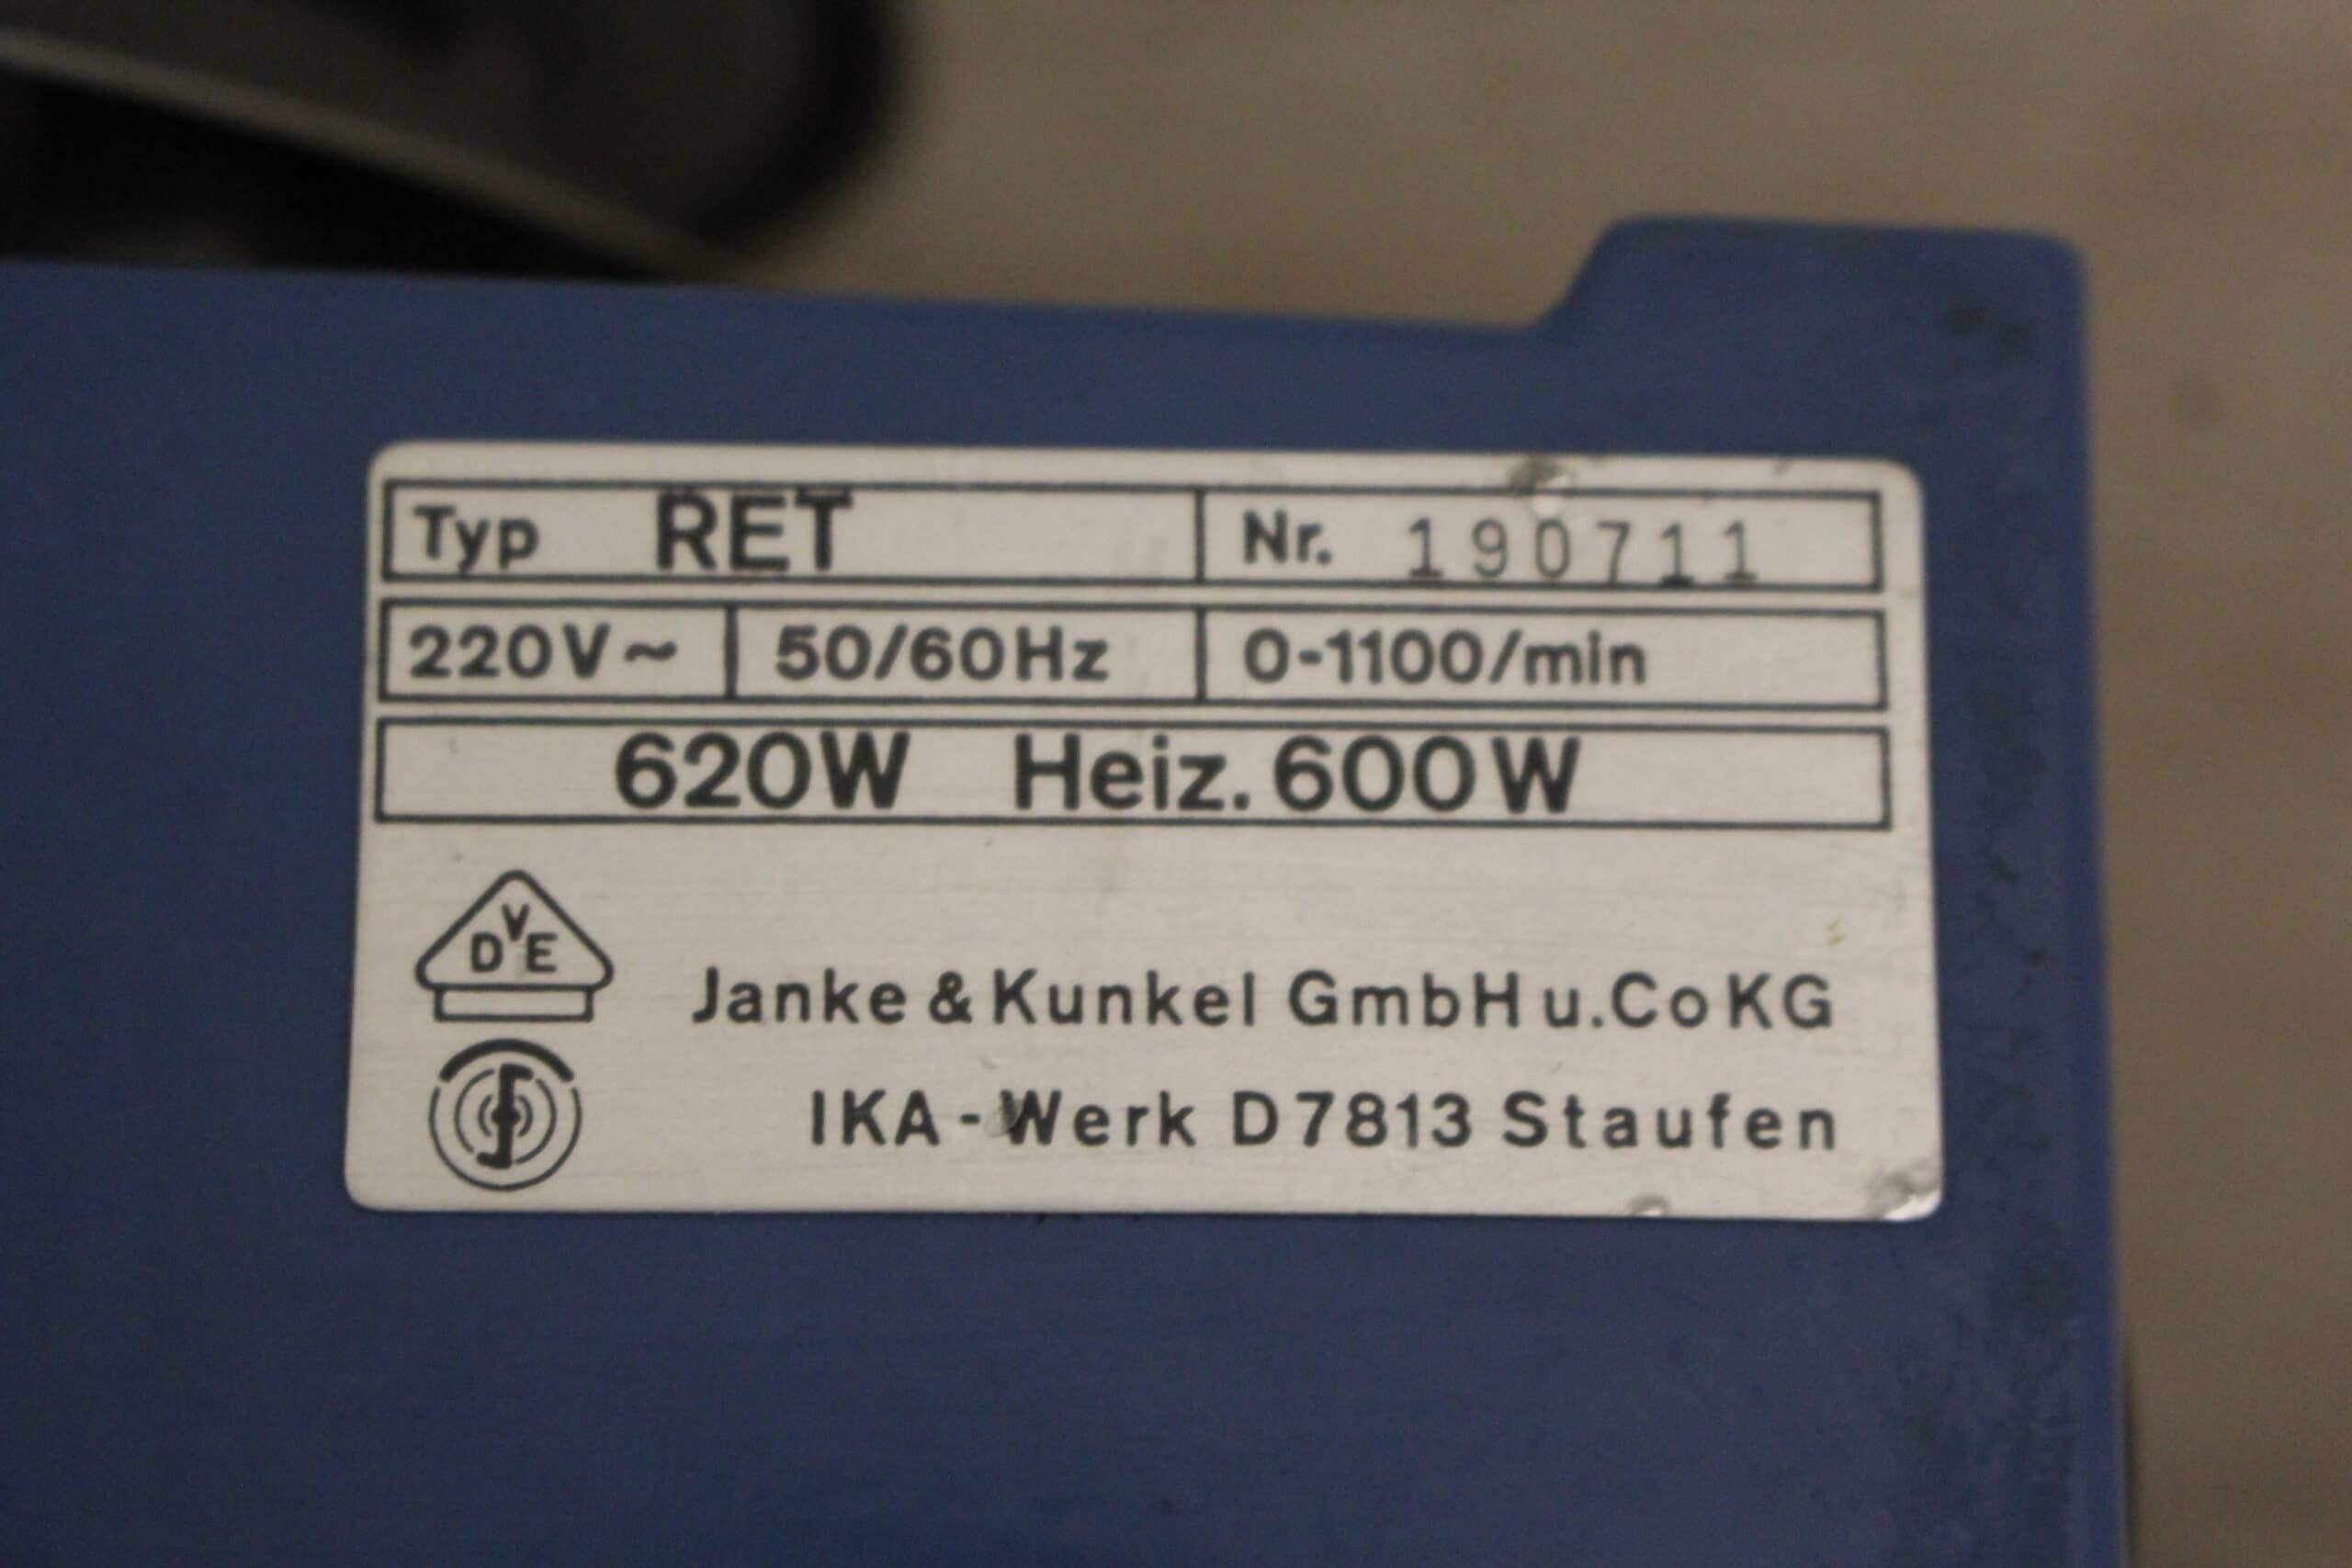 Typ RET Nr. 190711
220V~ 50/60Hz 0-1100/min
620W Heiz. 600W
VDE
Janke & Kunkel GmbH u. Co KG
IKA-Werk D7813 Staufen